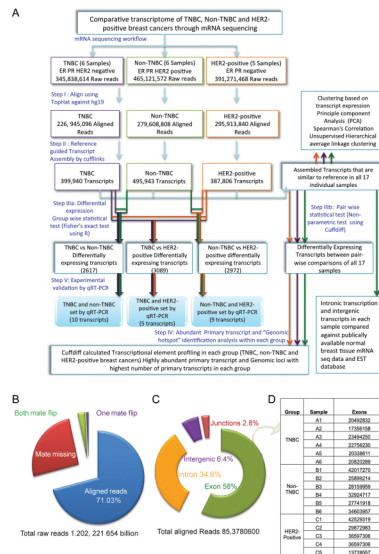 A
Comparative transcriptome of TNBC, Non-TNBC and HER2-
positive breast cancers through mRNA sequencing
mRNA sequencing workflow
TNBC (6 Samples)
ER PR HER2 negative
345,838,614 Raw
Reads
Non-TNBC (6 Samples)
ER PR HER2 positive
465,121,572 Raw
Reads
HER2-positive (5 Samples)
ER PR negative
391,271,468 Raw
Reads
Step I : Align using
TopHat against hg19
TNBC
226, 945,096 Aligned
Reads
Non-TNBC
279,608,808 Aligned
Reads
HER2-positive
295,913,840 Aligned
Reads
Step II : Reference
guided Transcript
Assembly by cufflinks
TNBC
399,940 Transcripts
Non-TNBC
495,943 Transcripts
HER2-positive
387,806 Transcripts
Clustering based on
transcript expression
Principle component
Analysis (PCA)
Spearman's Correlation
Unsupervised Hierarchical
average linkage clustering
Assembled Transcripts that
are similar to reference in all 17
individual samples
Step IIIa: Differential
expression
Group wise statistical
test (Fisher's exact test
using R)
Step IIIb: Pair wise
statistical test (Non-
parametric test using
Cuffdiff)
TNBC vs Non-TNBC
Differentially
expressing transcripts
(2617)
TNBC vs HER2-
positive Differentially
expressing transcripts
(3089)
Non-TNBC vs HER2-
positive Differentially
expressing transcripts
(2972)
Differentially Expressing
Transcripts between pair-
wise comparisons of all 17
samples
Step V: Experimental
validation by qRT-PCR
TNBC and non-TNBC
set by qRT-PCR
(10 transcripts)
TNBC and HER2-
positive set by
qRT-PCR
(5 transcripts)
Non-TNBC and HER2-
positive set by
qRT-PCR
(9 transcripts)
Step IV: Abundant Primary transcript and "Genomic
hotspot" identification analysis within each group
Intronic transcription
and intergenic
transcripts in each
sample compared
against publically
available normal
breast tissue mRNA
seq data and EST
database
Cuffdiff calculated Transcriptional element profiling in each group (TNBC, non-TNBC and
HER2-positive breast cancers) Highly abundant primary transcript and Genomic loci with
highest number of primary transcripts in each group
B
Both mate flip
One mate flip
Mate missing
Aligned reads
71.03%
Total raw reads 1.202, 221 654 billion
C
Junctions 2.8%
Intergenic 6.4%
Intron 34.6%
Exon 58%
Total aligned Reads 85,3780600
D
Group Sample Exons
TNBC
A1 20492832
A2 17358158
A3 23494250
A4 22756230
A5 20338611
A6 20820289
Non-
TNBC
B1 42017270
B2 25899214
B3 28159959
B4 32924717
B5 27741918
B6 34603957
HER2-
Positive
C1 42529319
C2 29872983
C3 36597306
C4 36597306